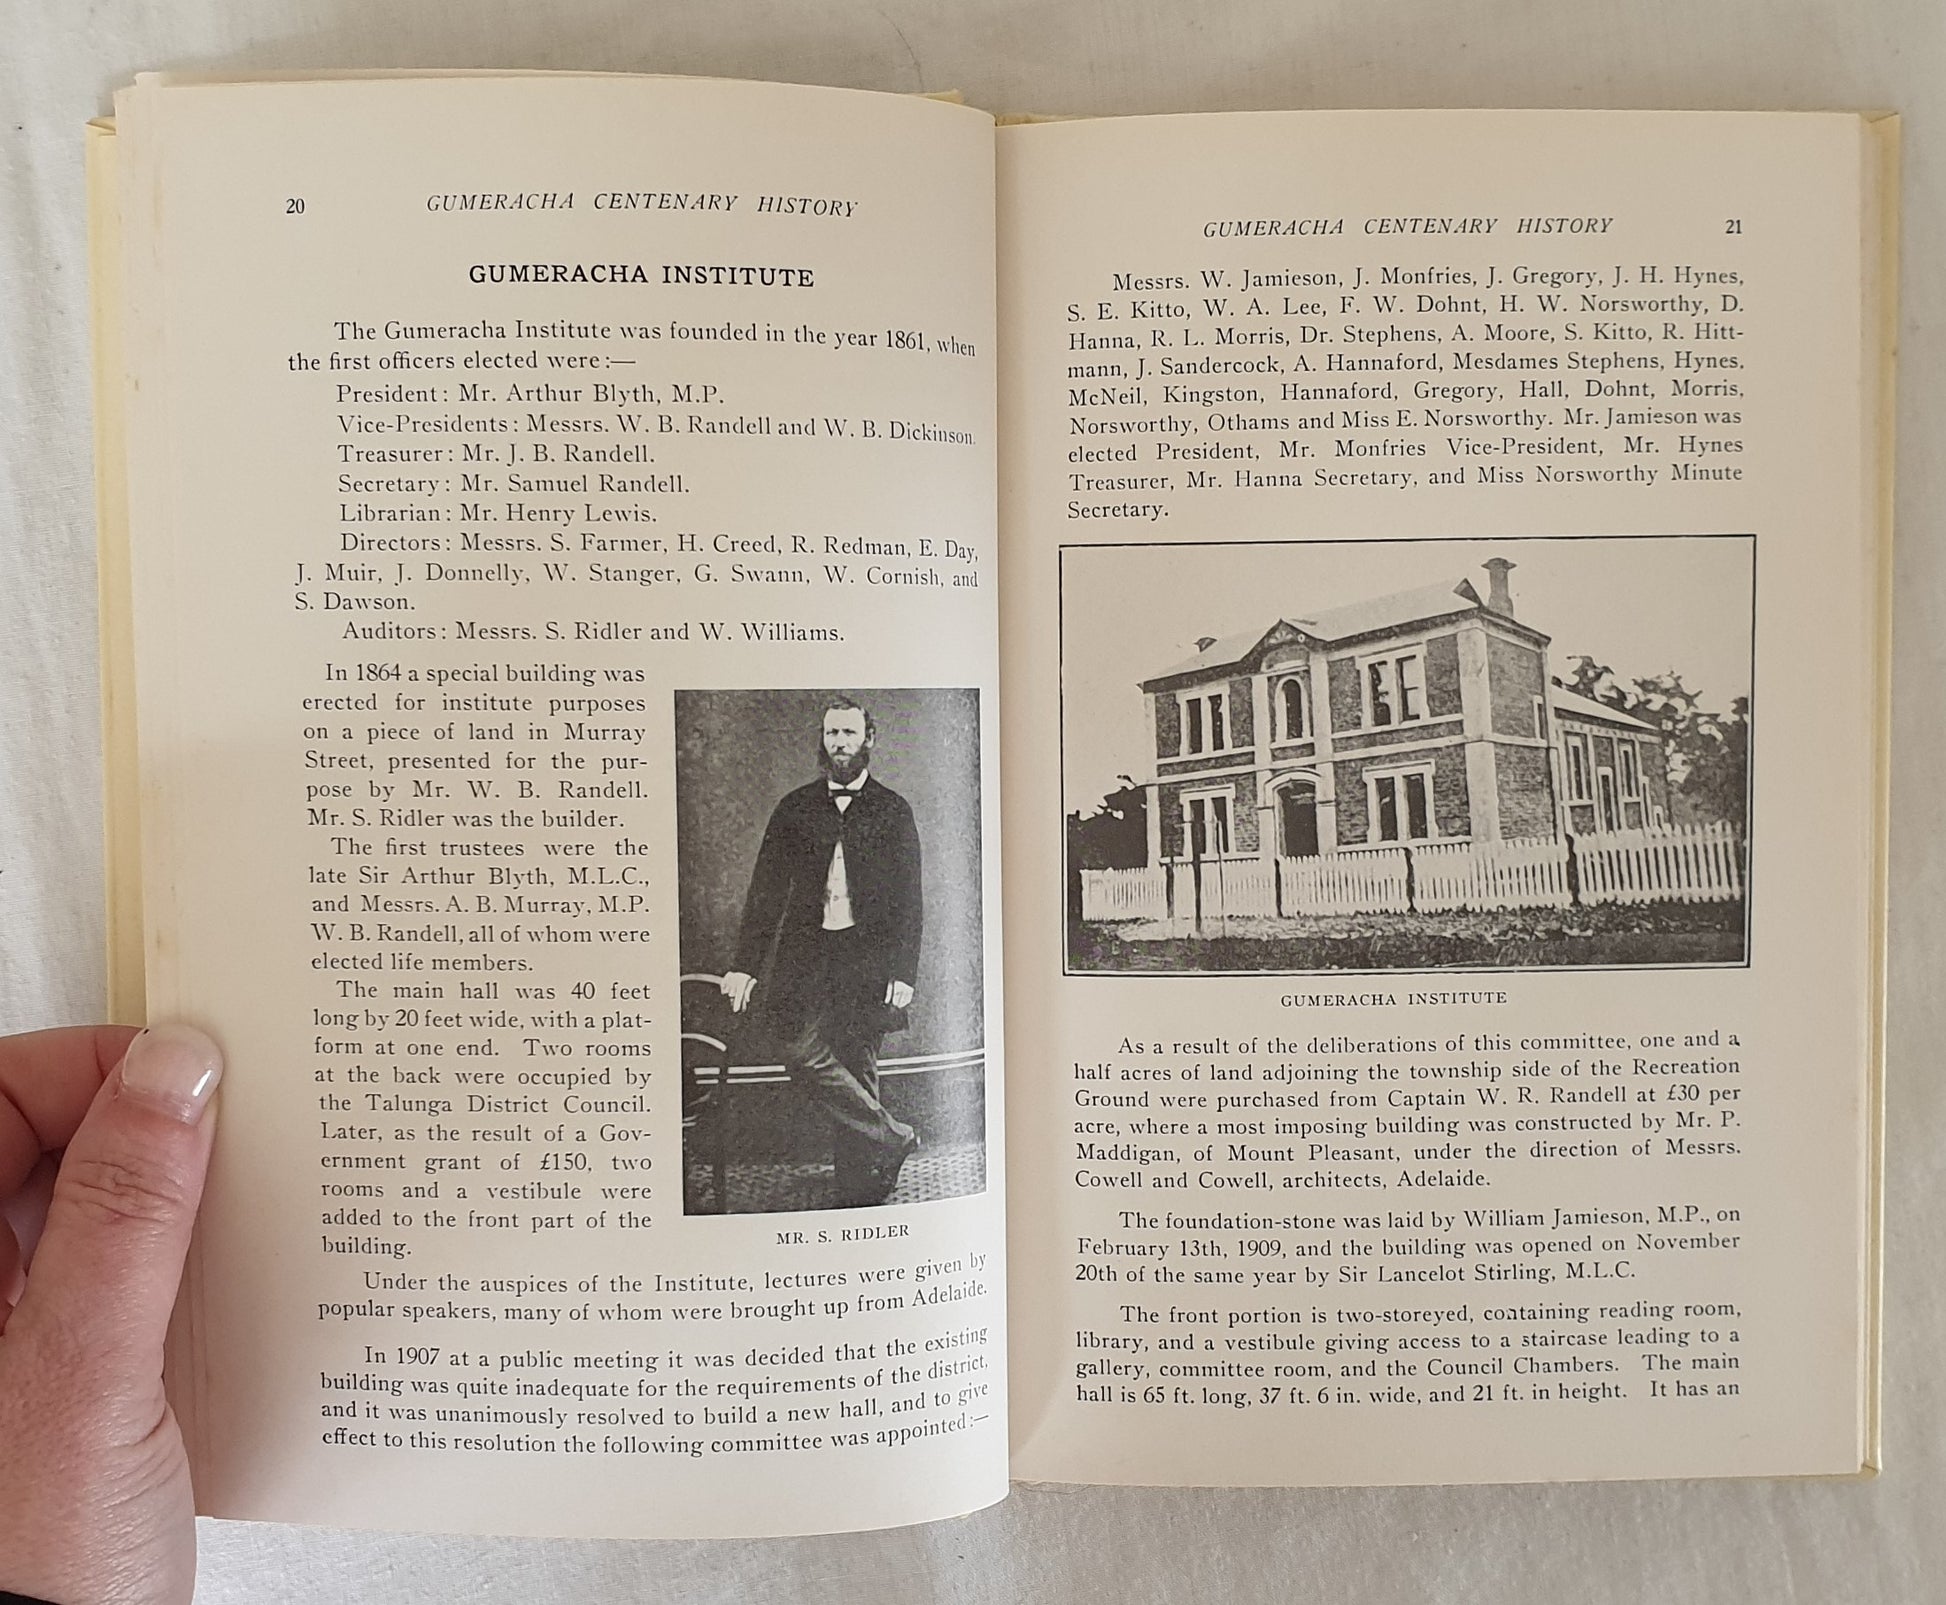 20 GUMERACHA CENTENARY HISTORY
GUMERACHA INSTITUTE
The Gumeracha Institute was founded in the year 1861, when
the first officers elected were:—
President: Mr. Arthur Blyth, M.P.
Vice-Presidents: Messrs. W. B. Randell and W. B. Dickinson.
Treasurer: Mr. J. B. Randell.
Secretary: Mr. Samuel Randell.
Librarian: Mr. Henry Lewis.
Directors: Messrs. S. Farmer, H. Creed, R. Redman, E. Day,
J. Muir, J. Donnelly, W. Stanger, G. Swann, W. Cornish, and
S. Dawson.
Auditors: Messrs. S. Ridler and W. Williams.
In 1864 a special building was
erected for institute purposes
on a piece of land in Murray
Street, presented for the pur-
pose by Mr. W. B. Randell.
Mr. S. Ridler was the builder.
The first trustees were the
late Sir Arthur Blyth, M.L.C.,
and Messrs. A. B. Murray, M.P.
W. B. Randell, all of whom were
elected life members.
The main hall was 40 feet
long by 20 feet wide, with a plat-
form at one end. Two rooms
at the back were occupied by
the Talunga District Council.
Later, as the result of a Gov-
ernment grant of £150, two
rooms and a vestibule were
added to the front part of the
building.
MR. S. RIDLER
Under the auspices of the Institute, lectures were given by
popular speakers, many of whom were brought up from Adelaide.
In 1907 at a public meeting it was decided that the existing
building was quite inadequate for the requirements of the district,
and it was unanimously resolved to build a new hall, and to give
effect to this resolution the following committee was appointed:—
GUMERACHA CENTENARY HISTORY 21
Messrs. W. Jamieson, J. Monfries, J. Gregory, J. H. Hynes,
S. E. Kitto, W. A. Lee, F. W. Dohnt, H. W. Norsworthy, D.
Hanna, R. L. Morris, Dr. Stephens, A. Moore, S. Kitto, R. Hitt-
mann, J. Sandercock, A. Hannaford, Mesdames Stephens, Hynes,
McNeil, Kingston, Hannaford, Gregory, Hall, Dohnt, Morris,
Norsworthy, Othams and Miss E. Norsworthy. Mr. Jamieson was
elected President, Mr. Monfries Vice-President, Mr. Hynes
Treasurer, Mr. Hanna Secretary, and Miss Norsworthy Minute
Secretary.
GUMERACHA INSTITUTE
As a result of the deliberations of this committee, one and a
half acres of land adjoining the township side of the Recreation
Ground were purchased from Captain W. R. Randell at £30 per
acre, where a most imposing building was constructed by Mr. P.
Maddigan, of Mount Pleasant, under the direction of Messrs.
Cowell and Cowell, architects, Adelaide.
The foundation-stone was laid by William Jamieson, M.P., on
February 13th, 1909, and the building was opened on November
20th of the same year by Sir Lancelot Stirling, M.L.C.
The front portion is two-storeyed, containing reading room,
library, and a vestibule giving access to a staircase leading to a
gallery, committee room, and the Council Chambers. The main
hall is 65 ft. long, 37 ft. 6 in. wide, and 21 ft. in height. It has an